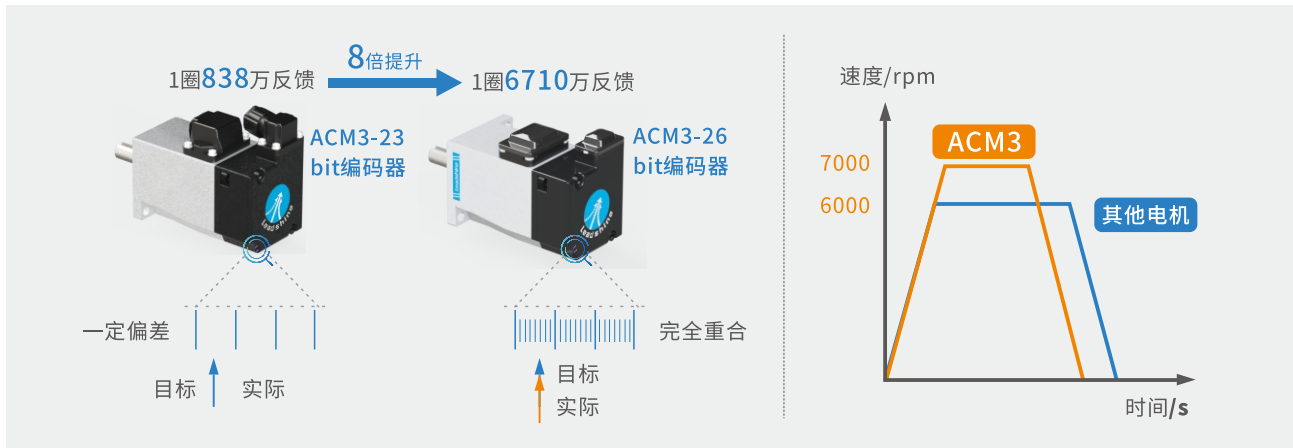 8倍提升
1圈838万反馈
1圈6710万反馈
ACM3-23
bit编码器
ACM3-26
bit编码器
Leadshine
Leadshine
一定偏差
完全重合
目标
实际
目标
实际
速度/rpm
ACM3
7000
6000
其他电机
时间/s